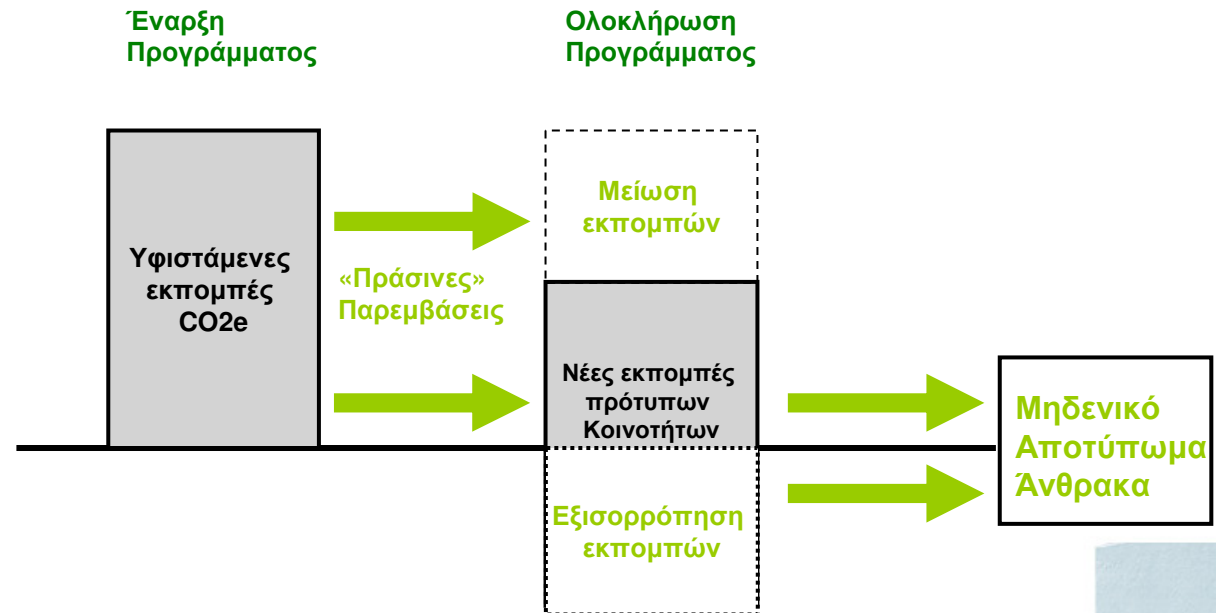 Έναρξη
Προγράμματος
Ολοκλήρωση
Προγράμματος
Υφιστάμενες
εκπομπές
CO2e
«Πράσινες»
Παρεμβάσεις
Μείωση
εκπομπών
Νέες εκπομπές
πρότυπων
Κοινοτήτων
Εξισορρόπηση
εκπομπών
Μηδενικό
Αποτύπωμα
Άνθρακα